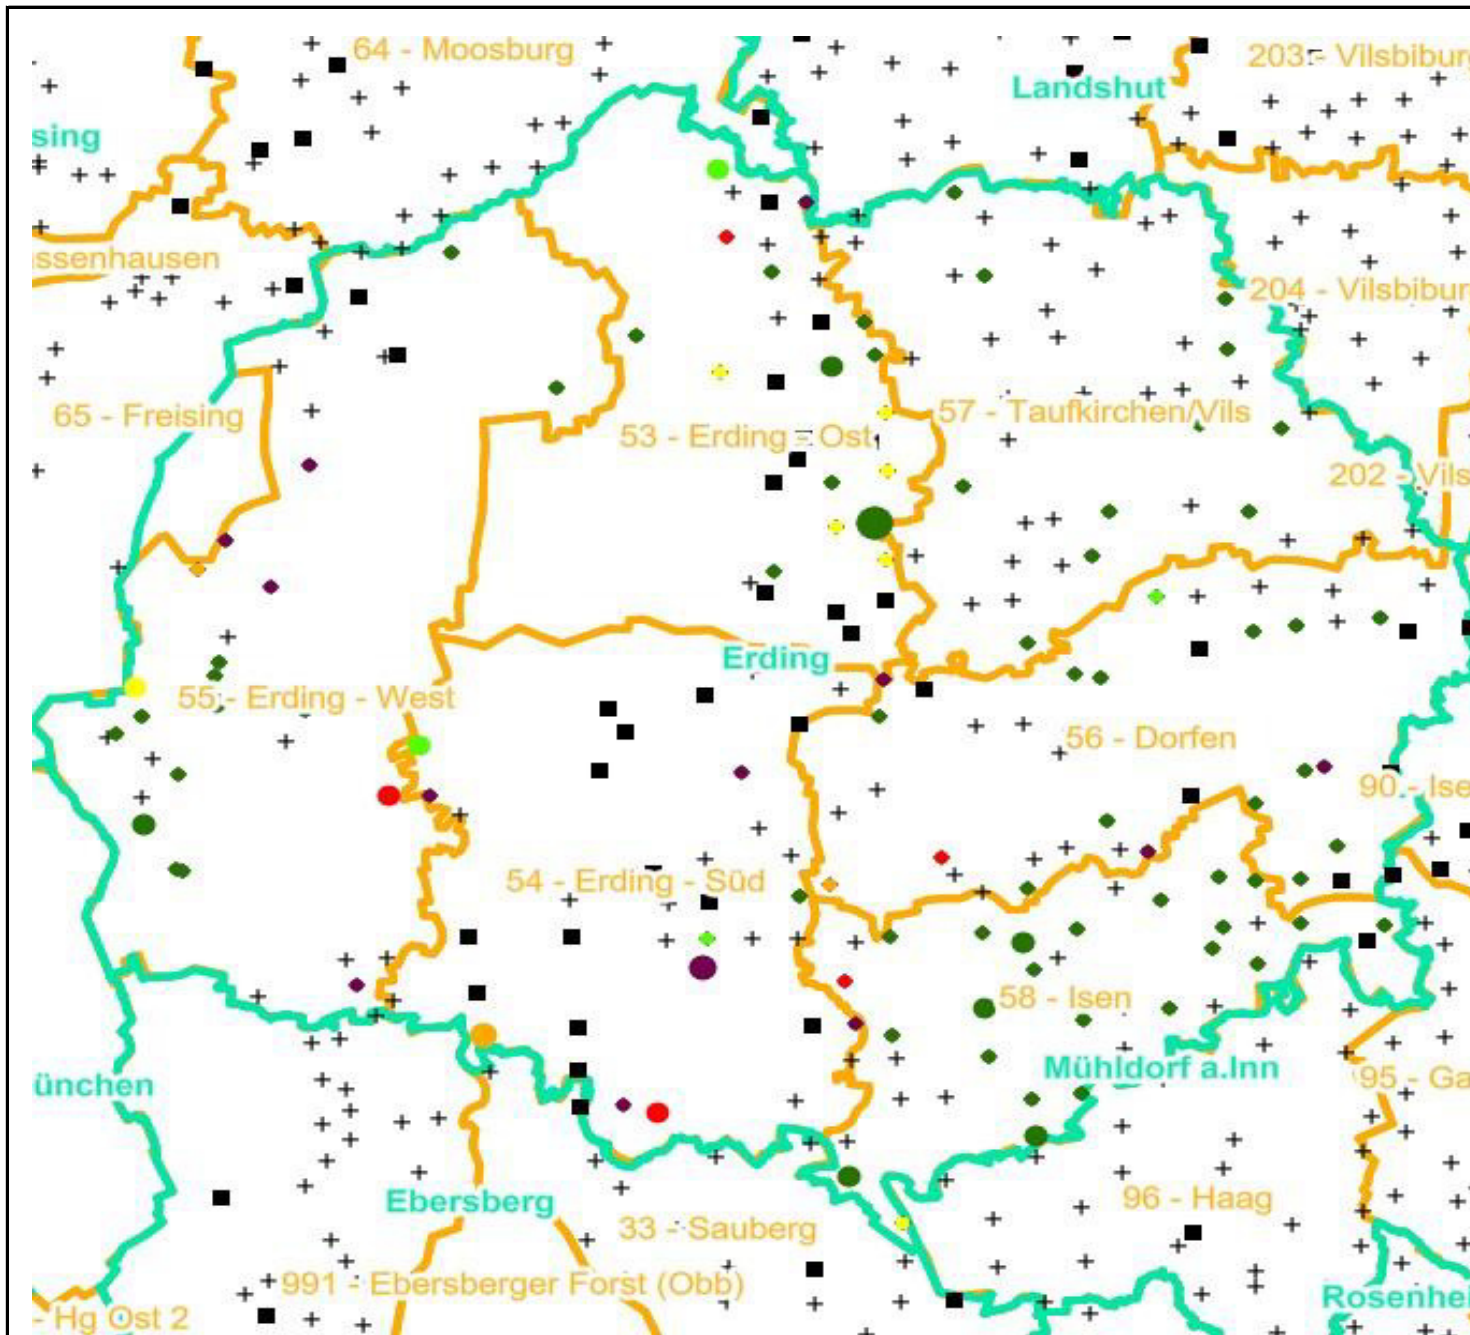 64 - Moosburg
203 - Vilsbiburg
Landshut
sing
assenhausen
204 - Vilsbibur
65 - Freising
53 - Erding - Ost
57 - Taufkirchen/Vils
202 - Vils
Erding
55 - Erding - West
56 - Dorfen
90 - Ise
54 - Erding - Süd
58 - Isen
Mühldorf a.Inn
95 - Ga
ünchen
Ebersberg
96 - Haag
33 - Sauberg
991 - Ebersberger Forst (Obb)
Rosenhei
- Hg Ost 2